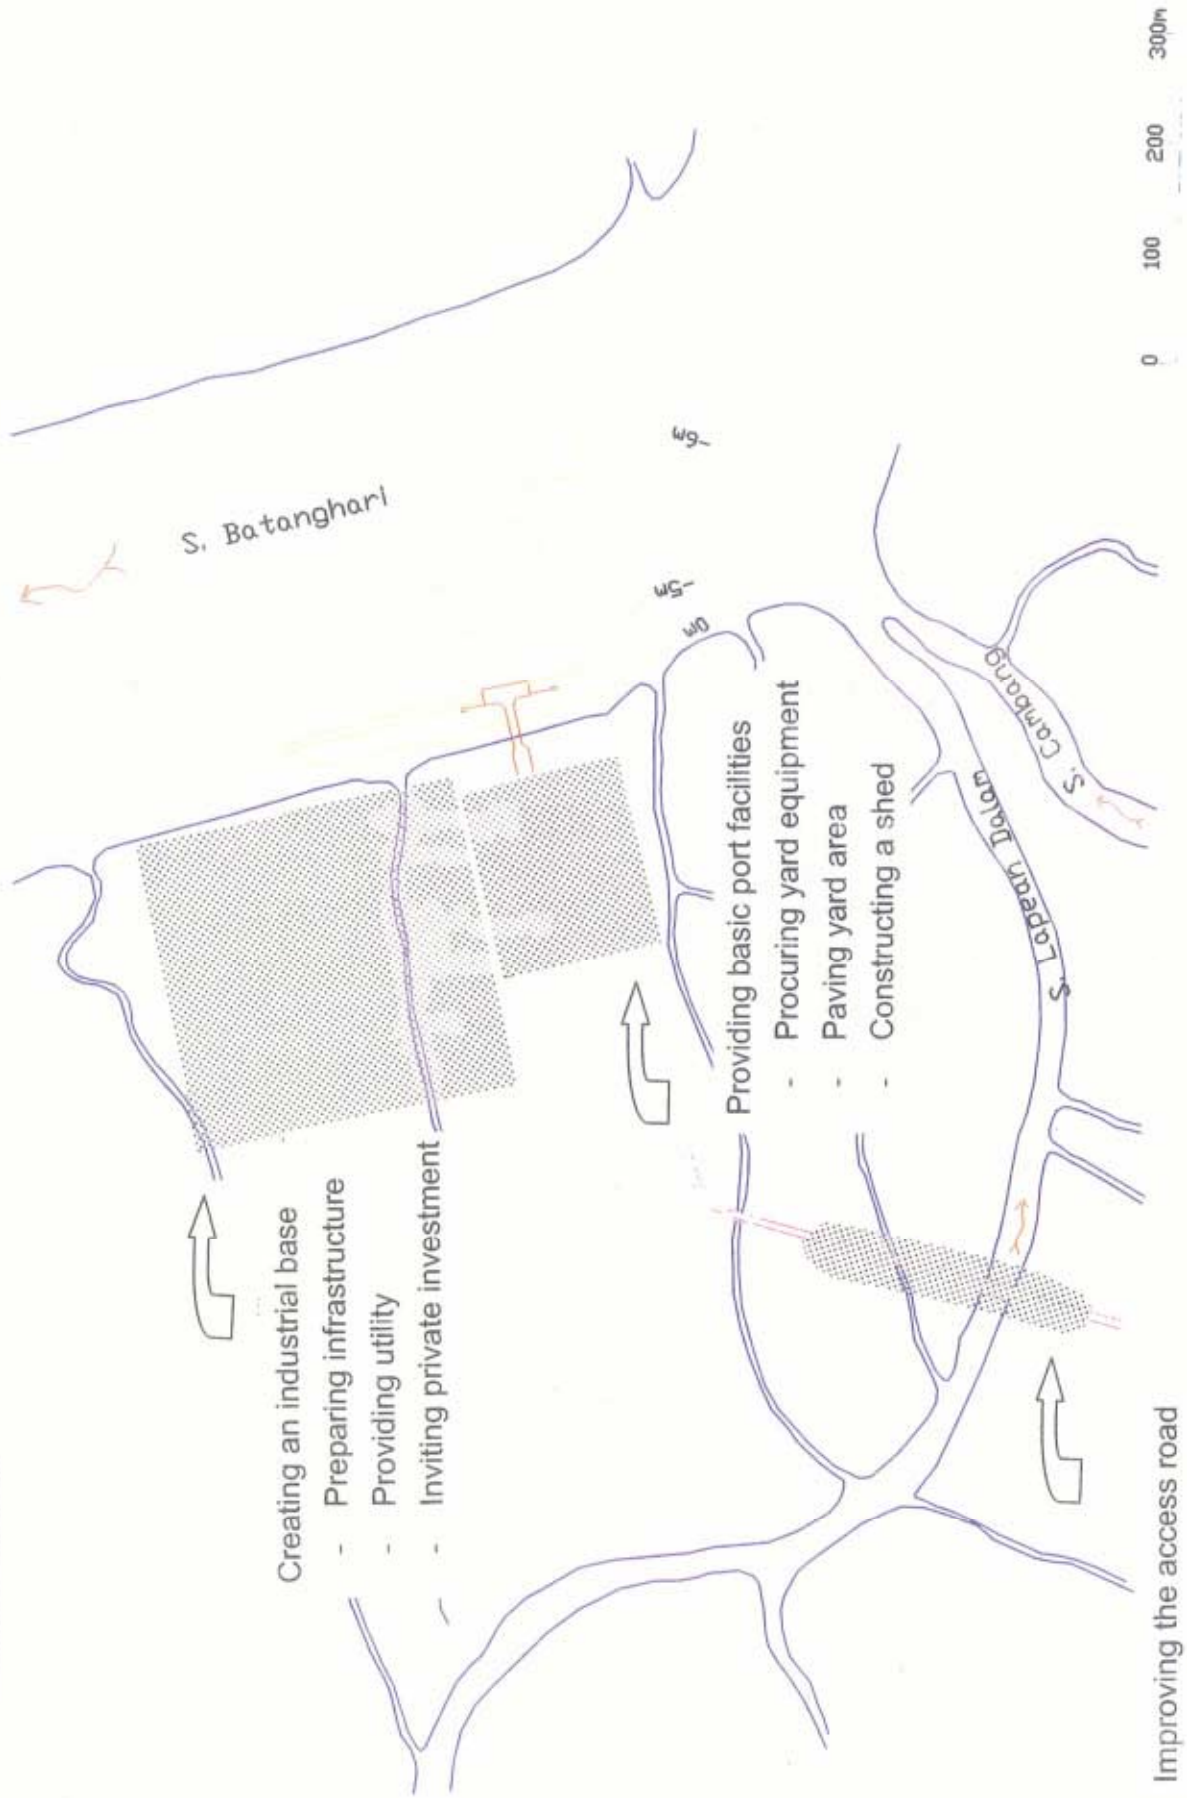 S. Batanghari
Creating an industrial base
- Preparing infrastructure
- Providing utility
- Inviting private investment
0m
-5m
-6m
Providing basic port facilities
- Procuring yard equipment
- Paving yard area
- Constructing a shed
S. Lapean Dalam
S. Cambang
Improving the access road
0 100 200 300m